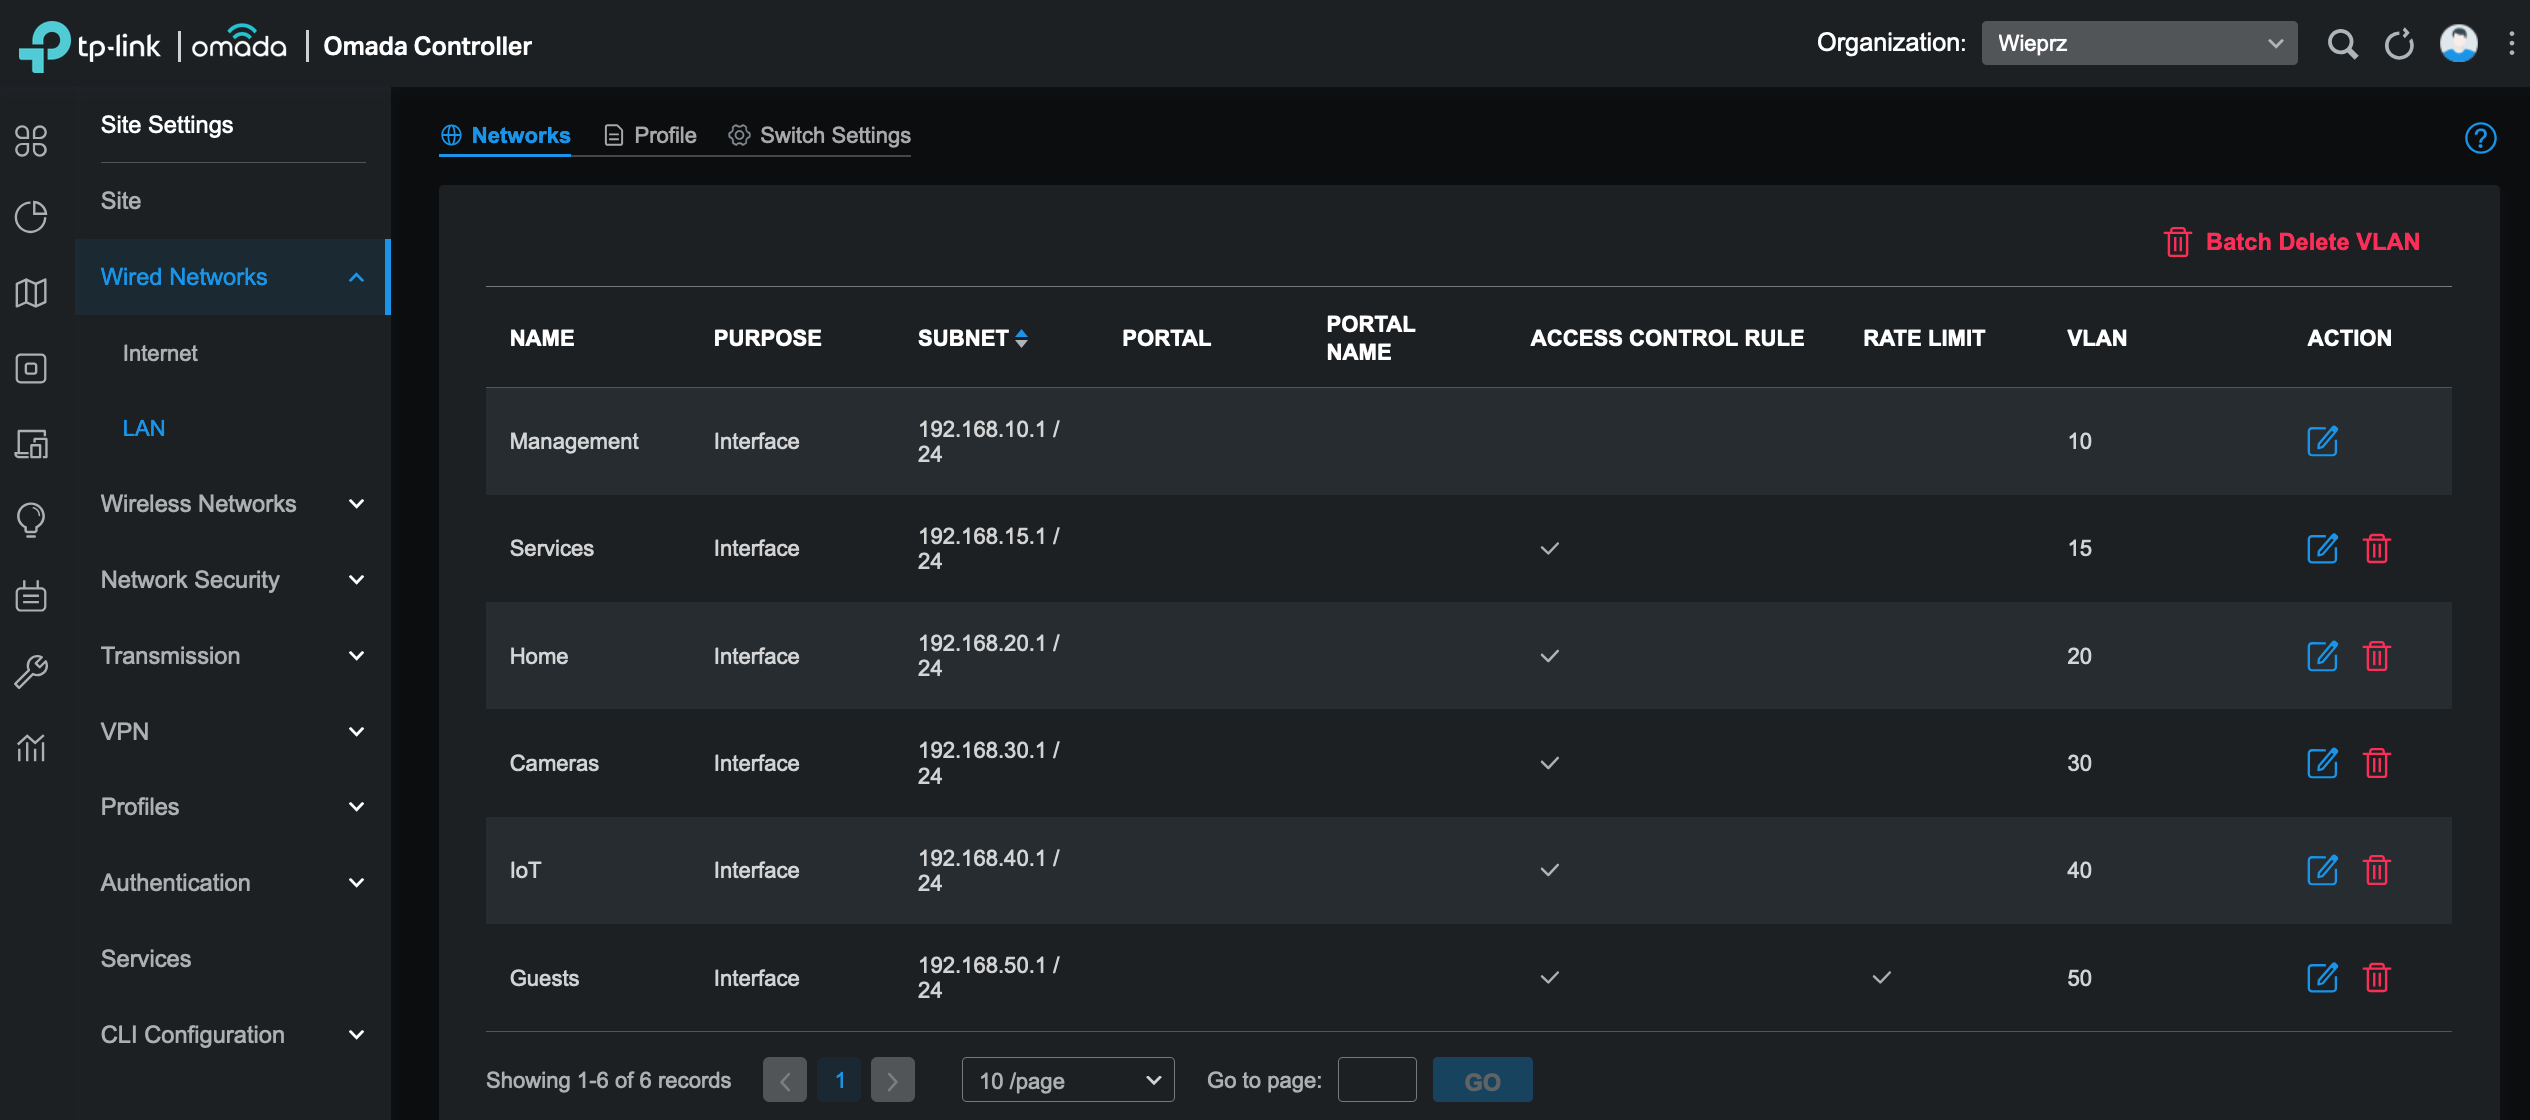 tp-link | omada | Omada Controller
Organization: Wieprz
Site Settings
Site
Wired Networks
Internet
LAN
Wireless Networks
Network Security
Transmission
VPN
Profiles
Authentication
Services
CLI Configuration
Networks Profile Switch Settings
?
Batch Delete VLAN
NAME PURPOSE SUBNET PORTAL PORTAL NAME ACCESS CONTROL RULE RATE LIMIT VLAN ACTION
Management Interface 192.168.10.1 / 24 10
Services Interface 192.168.15.1 / 24 15
Home Interface 192.168.20.1 / 24 20
Cameras Interface 192.168.30.1 / 24 30
IoT Interface 192.168.40.1 / 24 40
Guests Interface 192.168.50.1 / 24 50
Showing 1-6 of 6 records 1 10 /page Go to page: GO